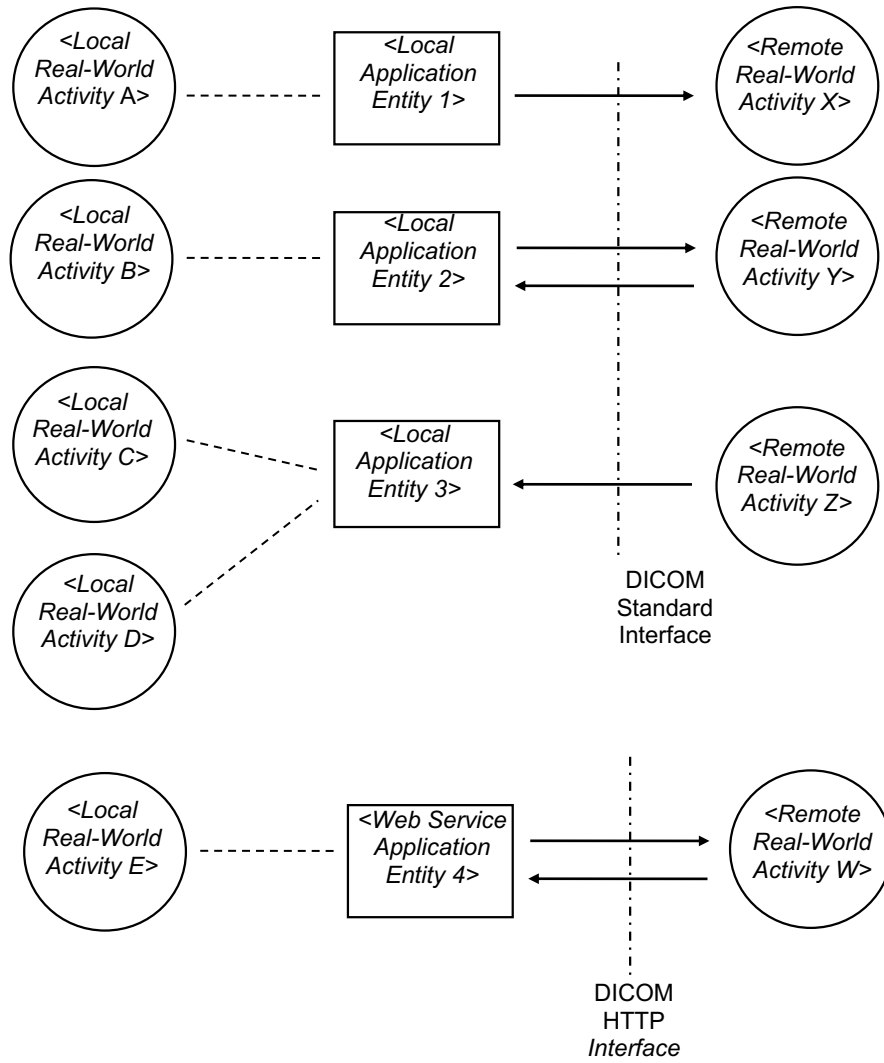 <Local
Real-World
Activity A>
<Local
Application
Entity 1>
<Remote
Real-World
Activity X>
<Local
Real-World
Activity B>
<Local
Application
Entity 2>
<Remote
Real-World
Activity Y>
<Local
Real-World
Activity C>
<Local
Application
Entity 3>
<Remote
Real-World
Activity Z>
<Local
Real-World
Activity D>
DICOM
Standard
Interface
<Local
Real-World
Activity E>
<Web Service
Application
Entity 4>
<Remote
Real-World
Activity W>
DICOM
HTTP
Interface